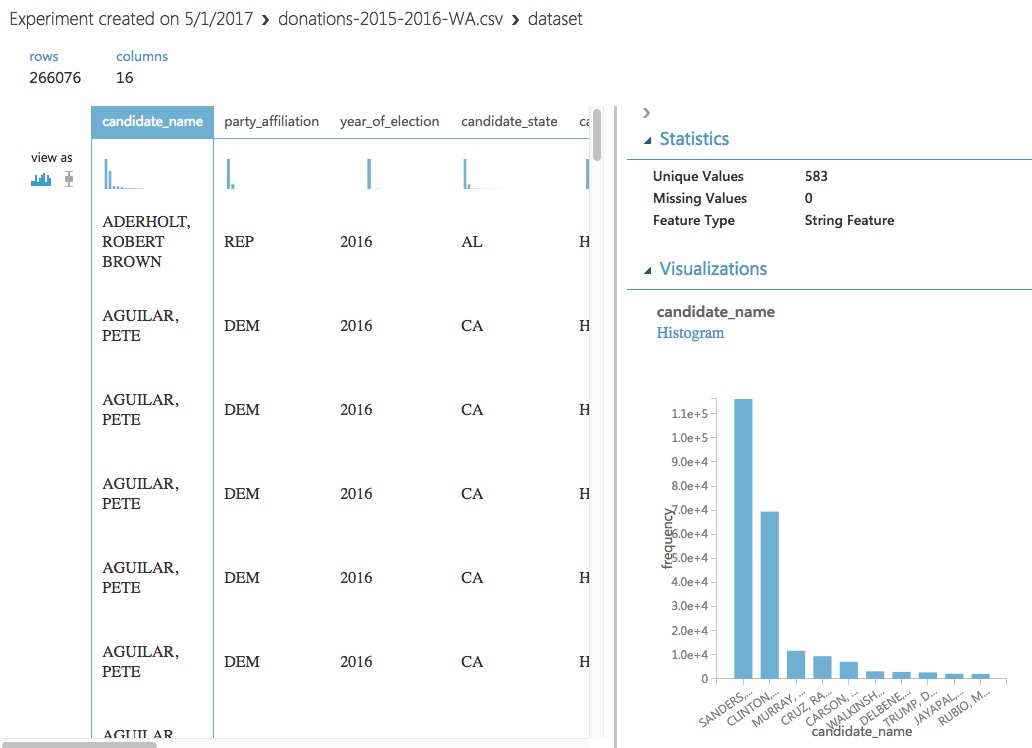 Experiment created on 5/1/2017 › donations-2015-2016-WA.csv › dataset
rows columns
266076 16
candidate_name party_affiliation year_of_election candidate_state ca
view as
ADERHOLT,
ROBERT
BROWN
REP 2016 AL H
AGUILAR,
PETE
DEM 2016 CA H
AGUILAR,
PETE
DEM 2016 CA H
AGUILAR,
PETE
DEM 2016 CA H
AGUILAR,
PETE
DEM 2016 CA H
AGUILAR,
PETE
DEM 2016 CA H
AGUILAR
Statistics
Unique Values 583
Missing Values 0
Feature Type String Feature
Visualizations
candidate_name
Histogram
frequency
1.1e+5
1.0e+5
9.0e+4
8.0e+4
7.0e+4
6.0e+4
5.0e+4
4.0e+4
3.0e+4
2.0e+4
1.0e+4
0
SANDERS,...
CLINTON,...
MURRAY, ...
CRUZ, RA...
CARSON, ...
WALKINSH...
DELBENE,...
TRUMP, D...
JAYAPAL,...
RUBIO, M...
candidate_name